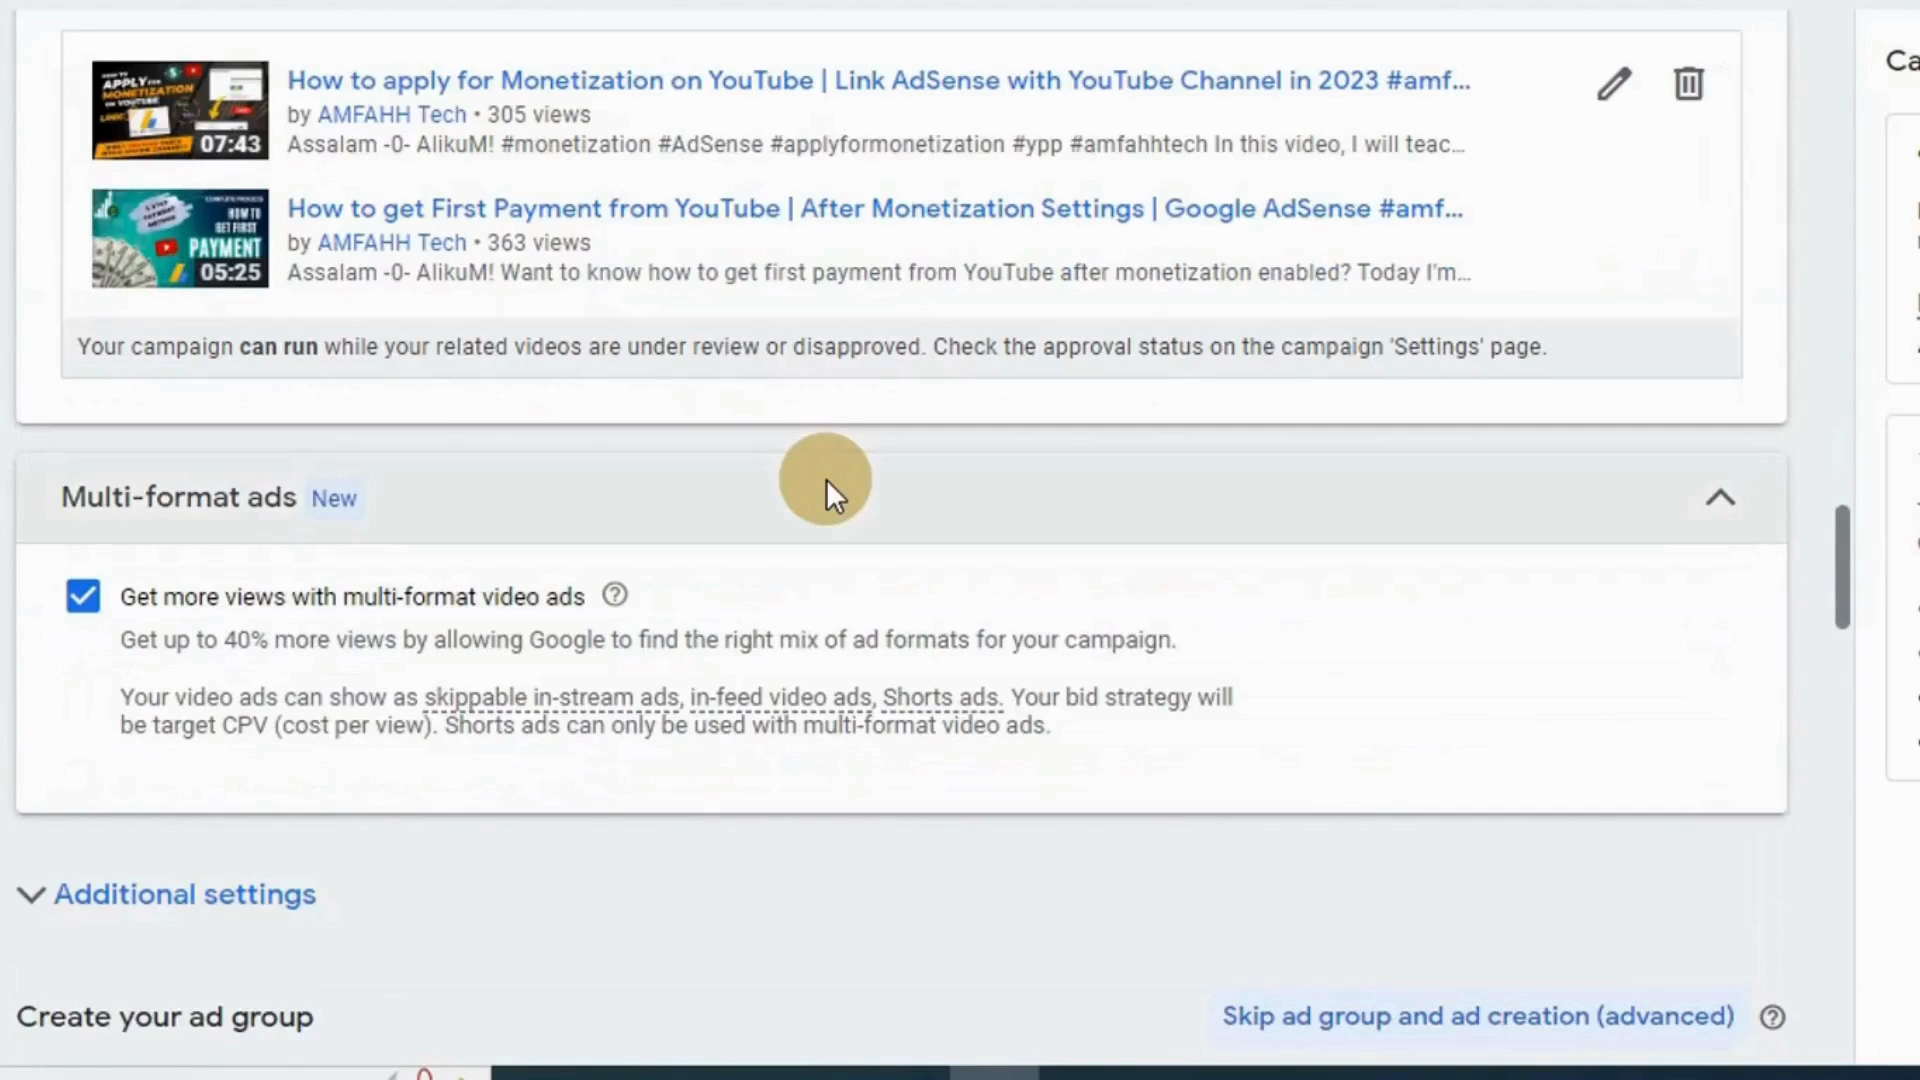 How to apply for Monetization on YouTube | Link AdSense with YouTube Channel in 2023 #amf...
by AMFAHH Tech • 305 views
Assalam -0- AlikuM! #monetization #AdSense #applyformonetization #ypp #amfahhtech In this video, I will teac...
APPLY FOR
MONETIZATION
07:43
How to get First Payment from YouTube | After Monetization Settings | Google AdSense #amf...
by AMFAHH Tech • 363 views
Assalam -0- AlikuM! Want to know how to get first payment from YouTube after monetization enabled? Today I'm...
HOW TO
GET FIRST
PAYMENT
05:25
Your campaign can run while your related videos are under review or disapproved. Check the approval status on the campaign 'Settings' page.
Multi-format ads New
Get more views with multi-format video ads
Get up to 40% more views by allowing Google to find the right mix of ad formats for your campaign.
Your video ads can show as skippable in-stream ads, in-feed video ads, Shorts ads. Your bid strategy will
be target CPV (cost per view). Shorts ads can only be used with multi-format video ads.
Additional settings
Create your ad group
Skip ad group and ad creation (advanced)
Ca